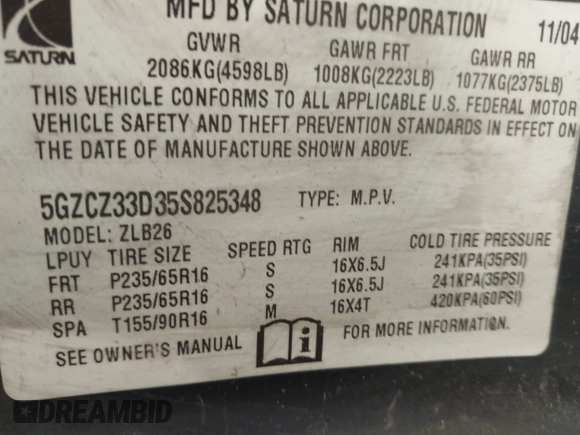 MFD BY SATURN CORPORATION 11/04
SATURN
GVWR GAWR FRT GAWR RR
2086KG(4598LB) 1008KG(2223LB) 1077KG(2375LB)
THIS VEHICLE CONFORMS TO ALL APPLICABLE U.S. FEDERAL MOTOR
VEHICLE SAFETY AND THEFT PREVENTION STANDARDS IN EFFECT ON
THE DATE OF MANUFACTURE SHOWN ABOVE.
5GZCZ33D35S825348 TYPE: M.P.V.
MODEL: ZLB26
LPUY TIRE SIZE SPEED RTG RIM COLD TIRE PRESSURE
FRT P235/65R16 S 16X6.5J 241KPA(35PSI)
RR P235/65R16 S 16X6.5J 241KPA(35PSI)
SPA T155/90R16 M 16X4T 420KPA(60PSI)
SEE OWNER'S MANUAL FOR MORE INFORMATION.
DREAMBID